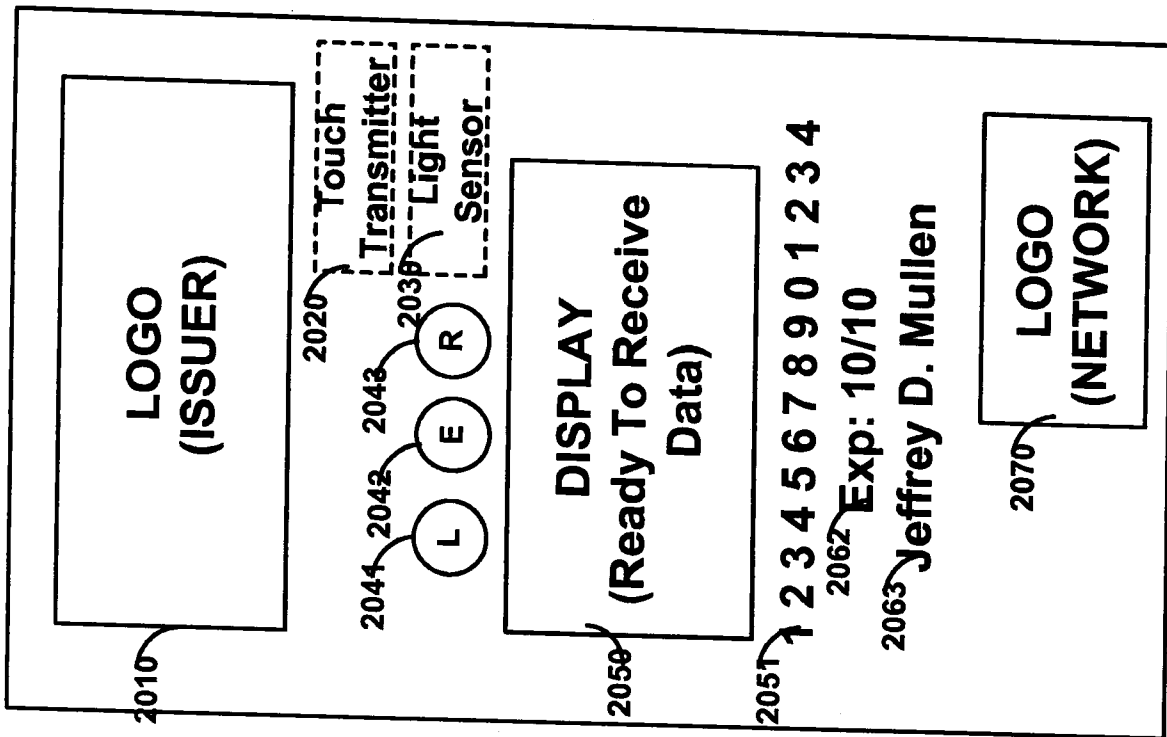 LOGO
(ISSUER)
2010
2020
Touch
Transmitter
2030
Light
Sensor
2041
2042
2043
L E R
DISPLAY
(Ready To Receive
Data)
2050
2051
1 2 3 4 5 6 7 8 9 0 1 2 3 4
2062
Exp: 10/10
2063
Jeffrey D. Mullen
LOGO
(NETWORK)
2070